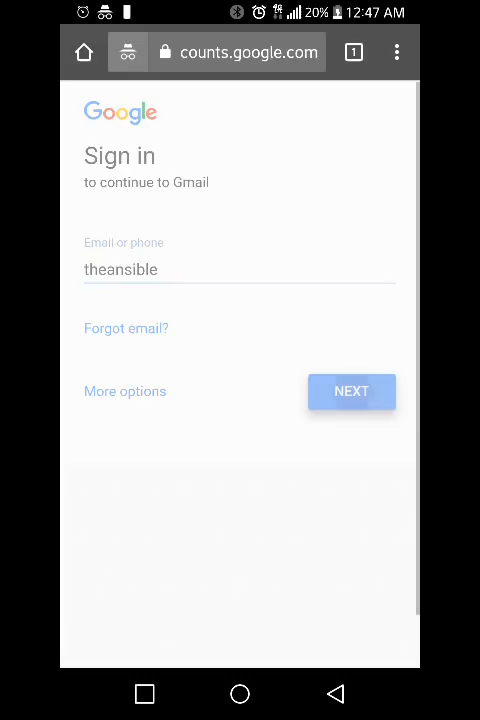 20% 12:47 AM
counts.google.com 1
Google
Sign in
to continue to Gmail
Email or phone
theansible
Forgot email?
More options NEXT